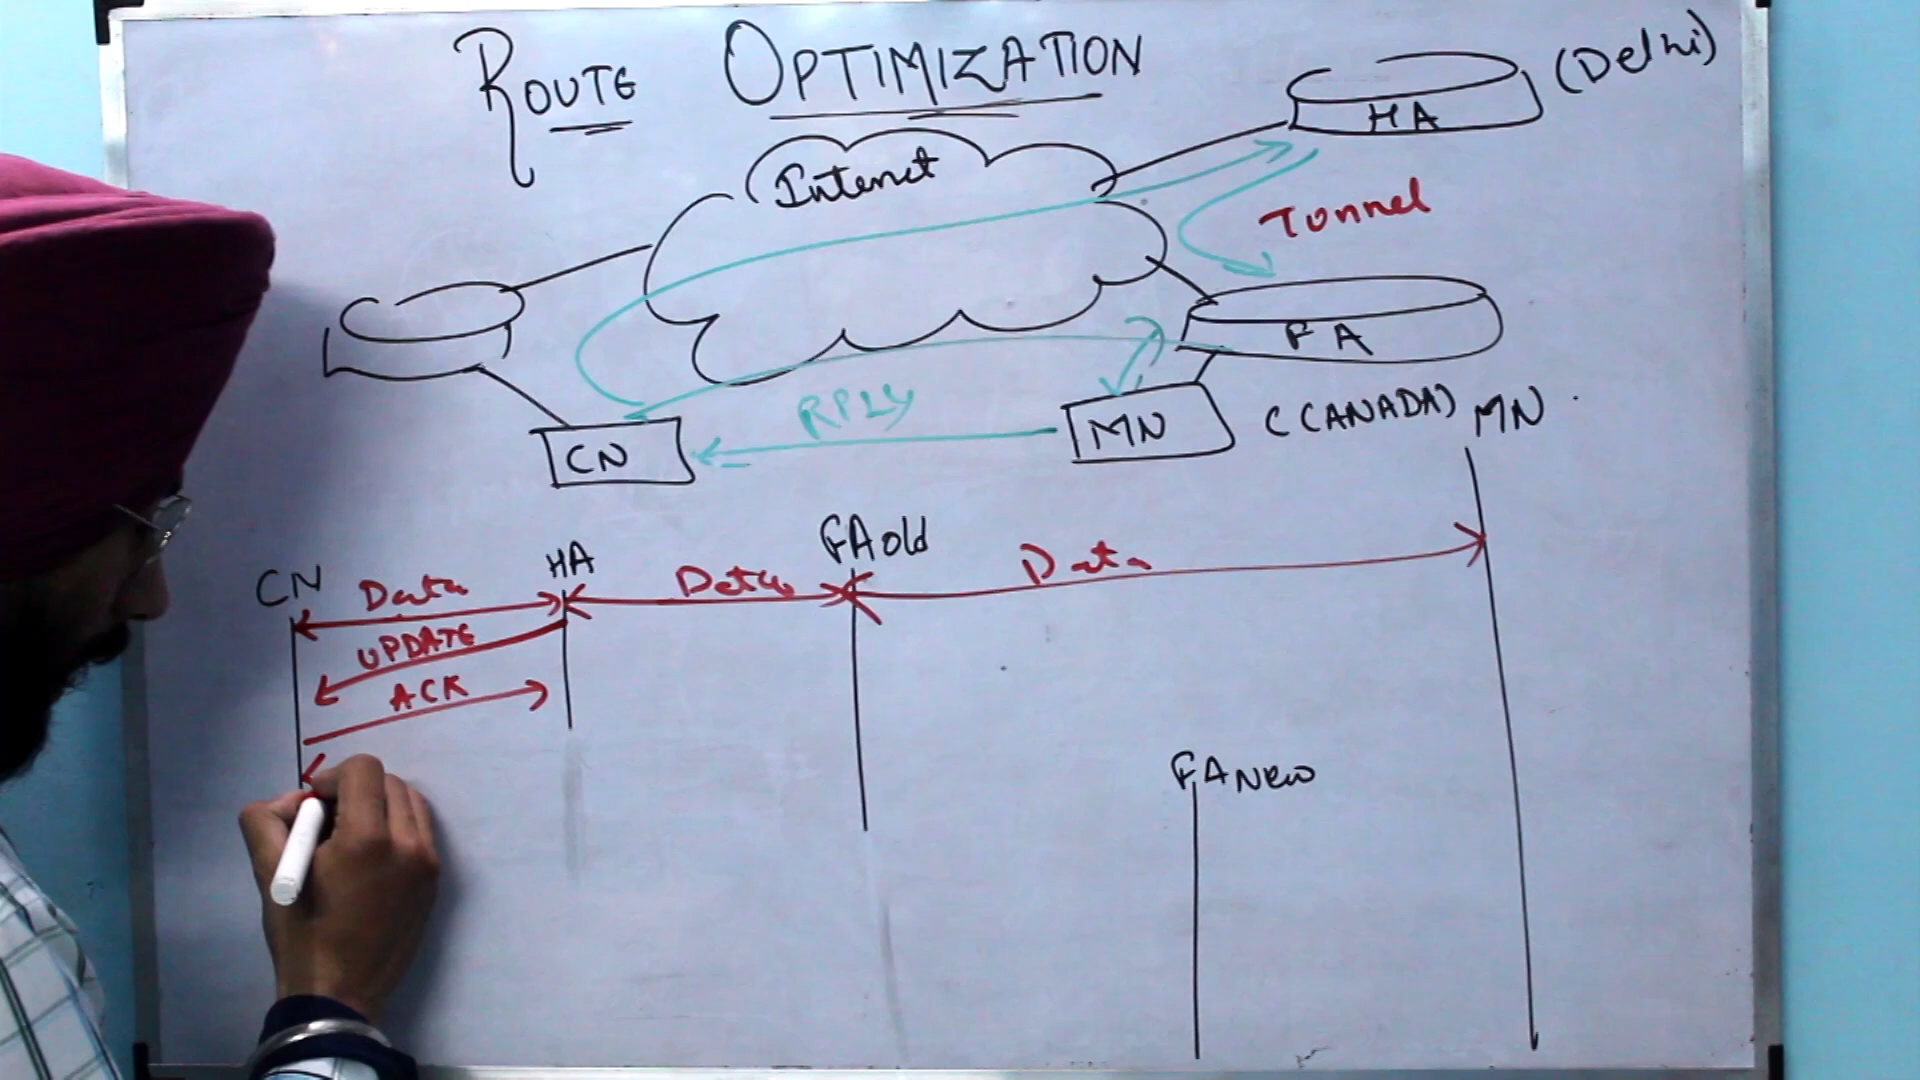 ROUTE OPTIMIZATION
(Delhi)
HA
Internet
Tunnel
FA
RPLY
MN
(CANADA)
CN
MN
FA old
HA
CN
Data
Data
Data
UPDATE
ACK
FA New